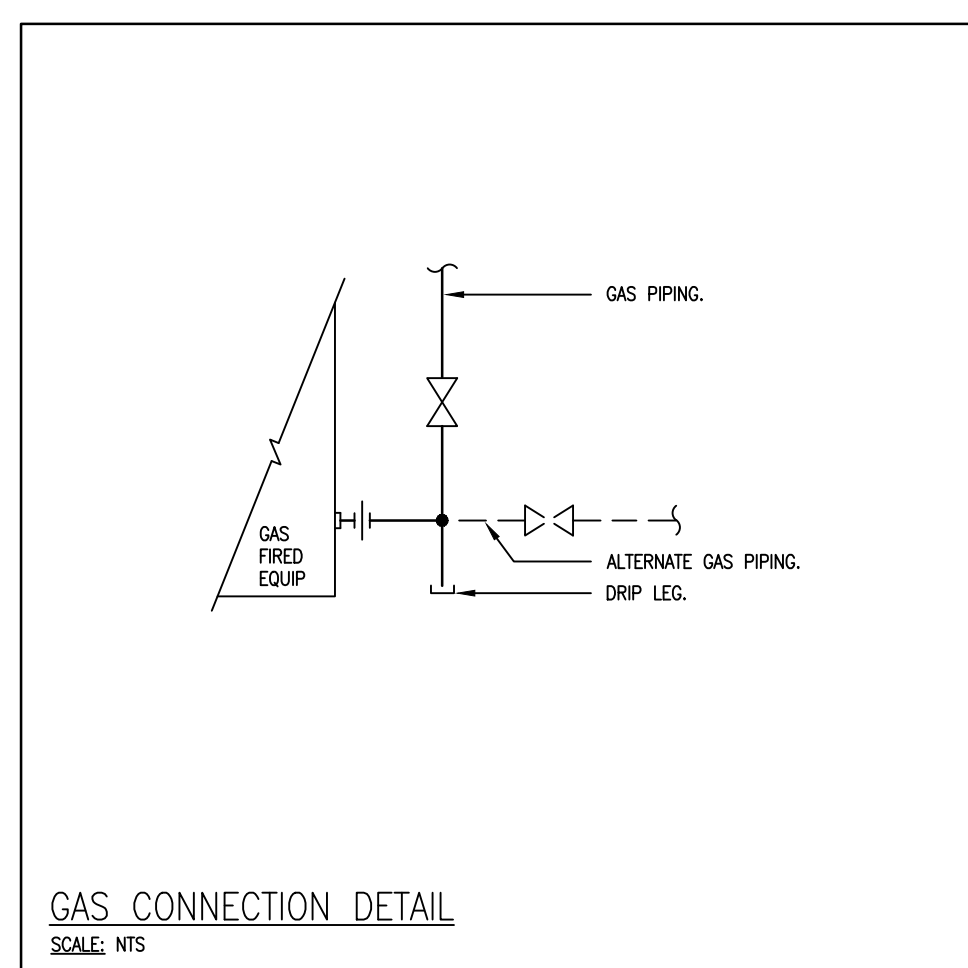 GAS PIPING.
GAS
FIRED
EQUIP
ALTERNATE GAS PIPING.
DRIP LEG.
GAS CONNECTION DETAIL
SCALE: NTS